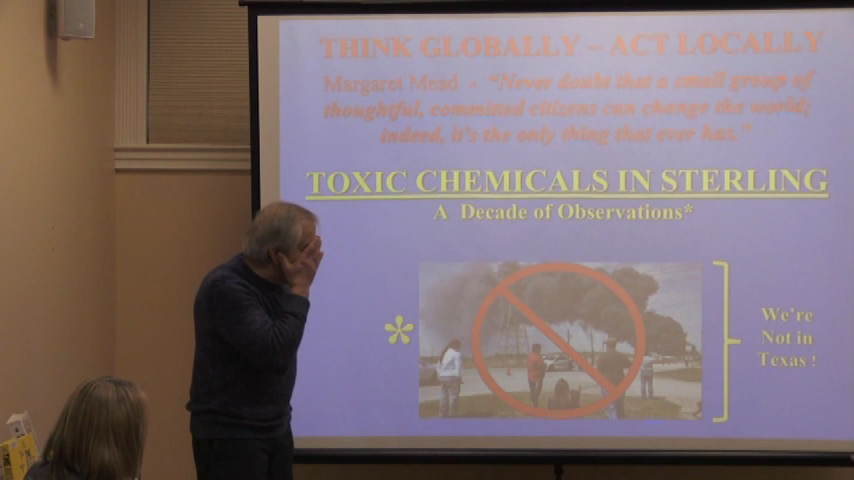 THINK GLOBALLY – ACT LOCALLY
Margaret Mead - "Never doubt that a small group of
thoughtful, committed citizens can change the world;
indeed, it's the only thing that ever has."
TOXIC CHEMICALS IN STERLING
A Decade of Observations*
*
We're
Not in
Texas !